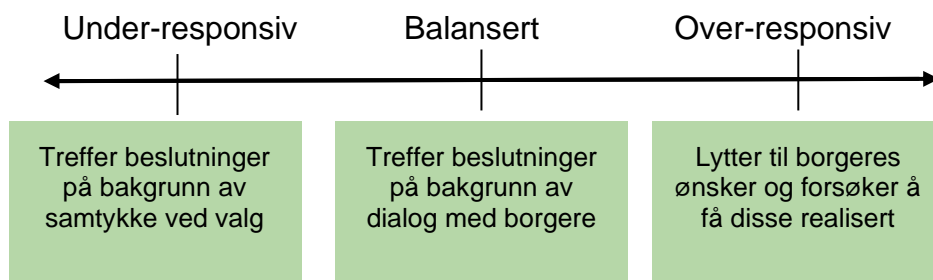 Under-responsiv
Balansert
Over-responsiv
Treffer beslutninger
på bakgrunn av
samtykke ved valg
Treffer beslutninger
på bakgrunn av
dialog med borgere
Lytter til borgeres
ønsker og forsøker å
få disse realisert